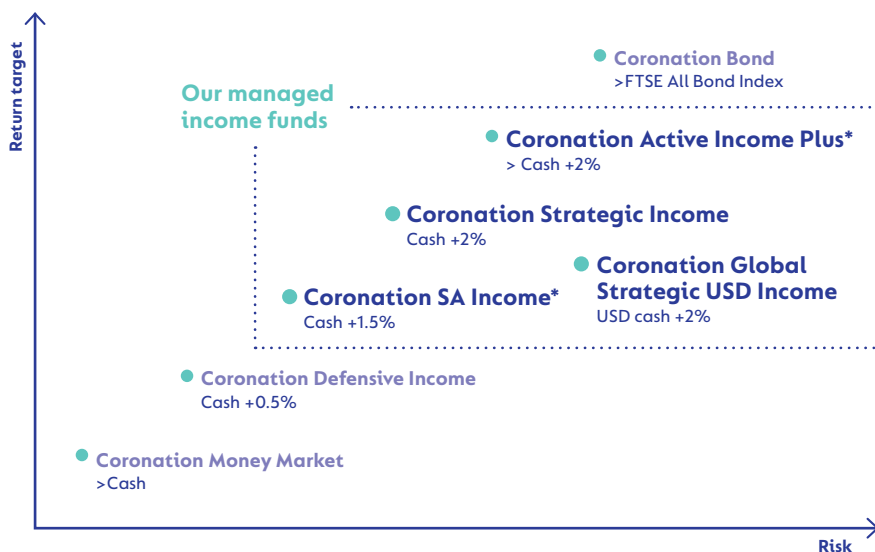 Return target
Coronation Bond
>FTSE All Bond Index
Our managed
income funds
Coronation Active Income Plus*
> Cash +2%
Coronation Strategic Income
Cash +2%
Coronation Global
Strategic USD Income
USD cash +2%
Coronation SA Income*
Cash +1.5%
Coronation Defensive Income
Cash +0.5%
Coronation Money Market
>Cash
Risk